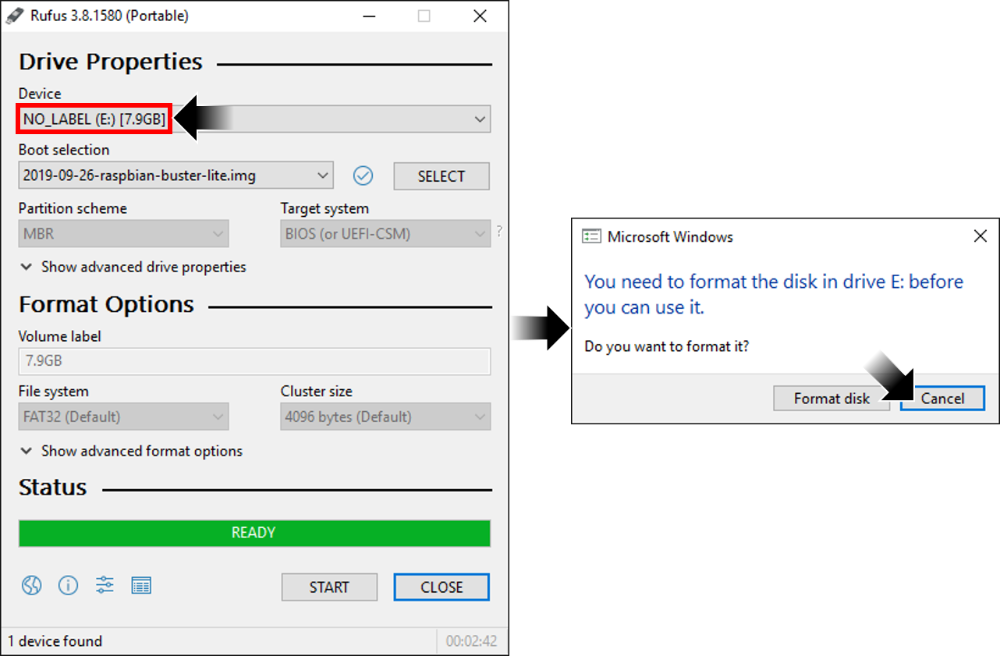 Rufus 3.8.1580 (Portable)
Drive Properties
Device
NO_LABEL (E:) [7.9GB]
Boot selection
2019-09-26-raspbian-buster-lite.img
SELECT
Partition scheme
Target system
MBR
BIOS (or UEFI-CSM)
?
Show advanced drive properties
Format Options
Volume label
7.9GB
File system
Cluster size
FAT32 (Default)
4096 bytes (Default)
Show advanced format options
Status
READY
START
CLOSE
1 device found
00:02:42
Microsoft Windows
You need to format the disk in drive E: before
you can use it.
Do you want to format it?
Format disk
Cancel